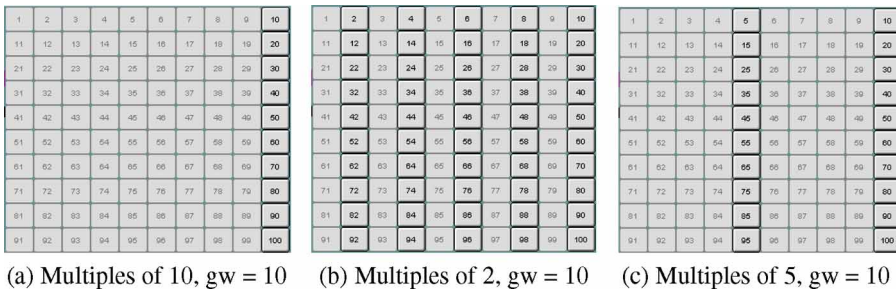 1 2 3 4 5 6 7 8 9 10
11 12 13 14 15 16 17 18 19 20
21 22 23 24 25 26 27 28 29 30
31 32 33 34 35 36 37 38 39 40
41 42 43 44 45 46 47 48 49 50
51 52 53 54 55 56 57 58 59 60
61 62 63 64 65 66 67 68 69 70
71 72 73 74 75 76 77 78 79 80
81 82 83 84 85 86 87 88 89 90
91 92 93 94 95 96 97 98 99 100
(a) Multiples of 10, gw = 10
1 2 3 4 5 6 7 8 9 10
11 12 13 14 15 16 17 18 19 20
21 22 23 24 25 26 27 28 29 30
31 32 33 34 35 36 37 38 39 40
41 42 43 44 45 46 47 48 49 50
51 52 53 54 55 56 57 58 59 60
61 62 63 64 65 66 67 68 69 70
71 72 73 74 75 76 77 78 79 80
81 82 83 84 85 86 87 88 89 90
91 92 93 94 95 96 97 98 99 100
(b) Multiples of 2, gw = 10
1 2 3 4 5 6 7 8 9 10
11 12 13 14 15 16 17 18 19 20
21 22 23 24 25 26 27 28 29 30
31 32 33 34 35 36 37 38 39 40
41 42 43 44 45 46 47 48 49 50
51 52 53 54 55 56 57 58 59 60
61 62 63 64 65 66 67 68 69 70
71 72 73 74 75 76 77 78 79 80
81 82 83 84 85 86 87 88 89 90
91 92 93 94 95 96 97 98 99 100
(c) Multiples of 5, gw = 10